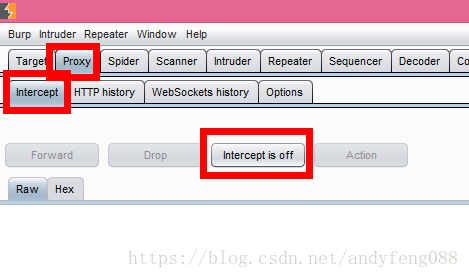 Burp Intruder Repeater Window Help
Target Proxy Spider Scanner Intruder Repeater Sequencer Decoder Co
Intercept HTTP history WebSockets history Options
Forward Drop Intercept is off Action
Raw Hex
https://blog.csdn.net/andyfeng088